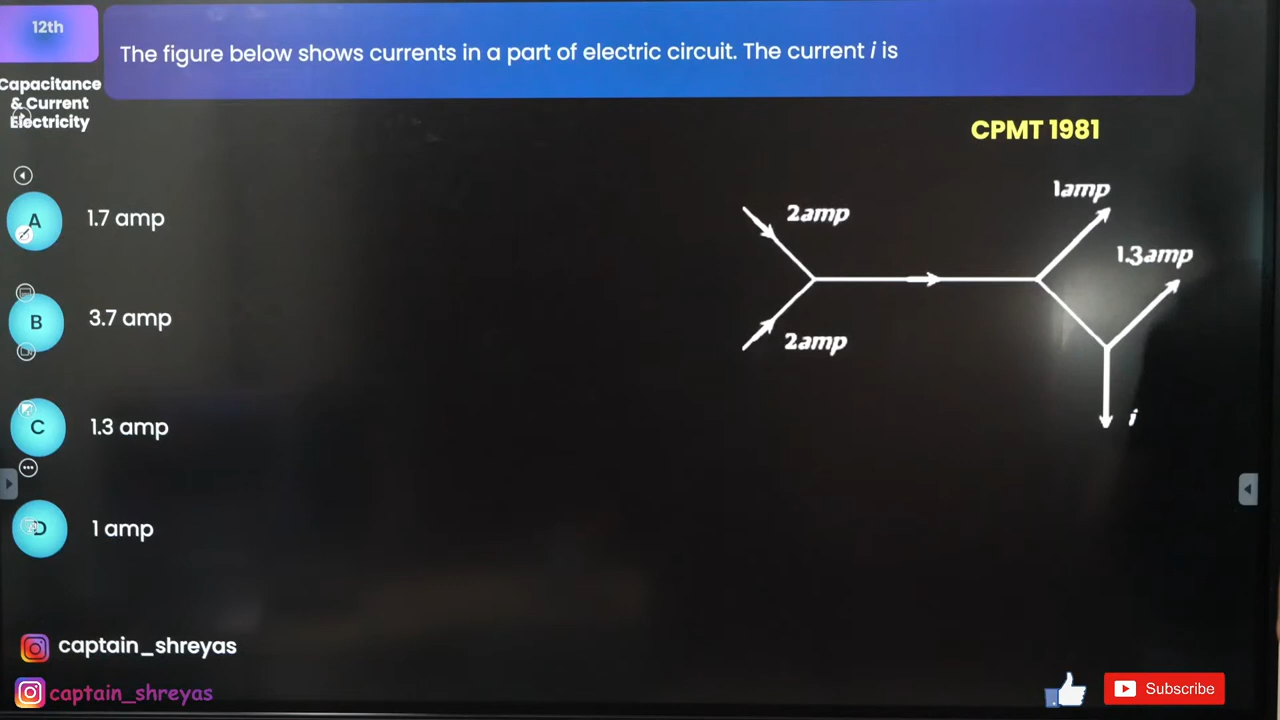 12th
The figure below shows currents in a part of electric circuit. The current i is
Capacitance
& Current
Electricity
CPMT 1981
A
1.7 amp
B
3.7 amp
C
1.3 amp
D
1 amp
2amp
2amp
1amp
1.3amp
i
captain_shreyas
captain_shreyas
Subscribe